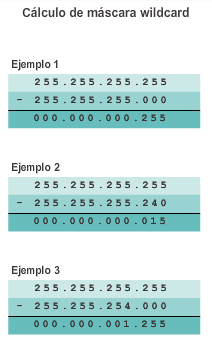 Cálculo de máscara wildcard
Ejemplo 1
255.255.255.255
- 255.255.255.000
000.000.000.255
Ejemplo 2
255.255.255.255
- 255.255.255.240
000.000.000.015
Ejemplo 3
255.255.255.255
- 255.255.254.000
000.000.001.255